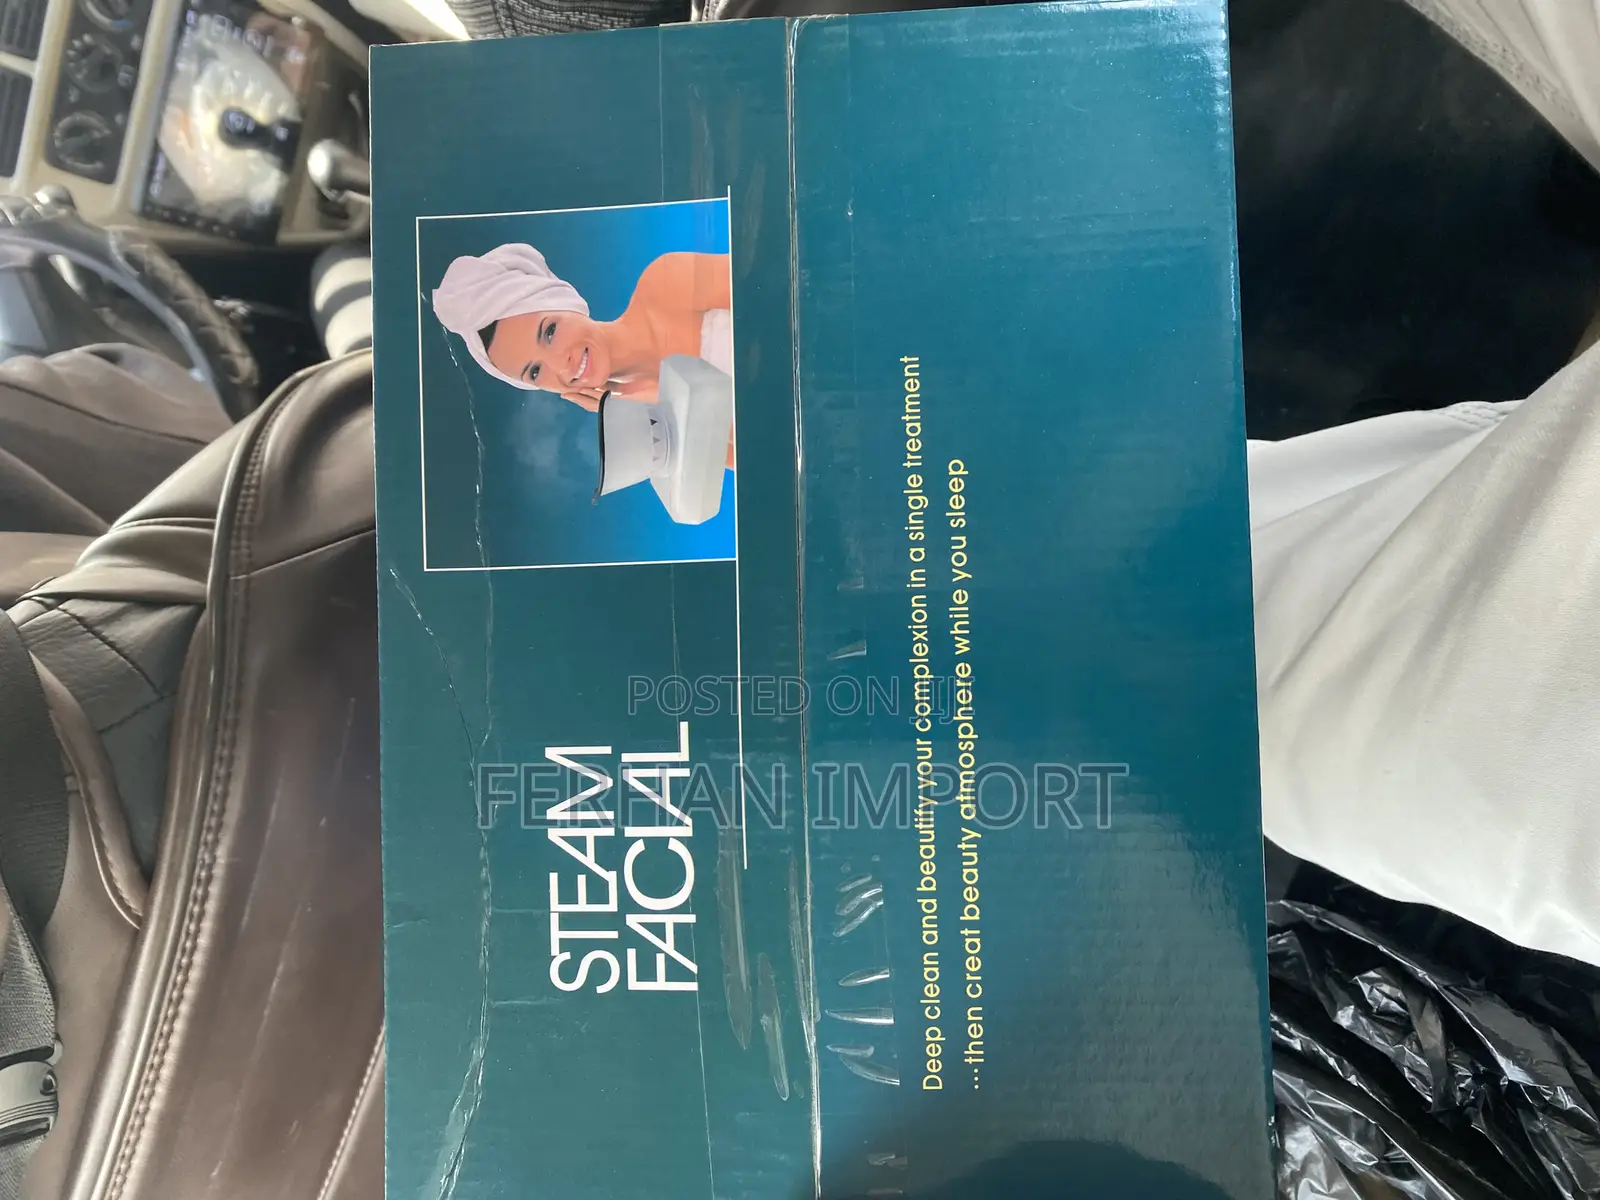 STEAM
FACIAL
Deep clean and beautify your complexion in a single treatment
...then creat beauty atmosphere while you sleep
POSTED ON JIJI
FERHAN IMPORT